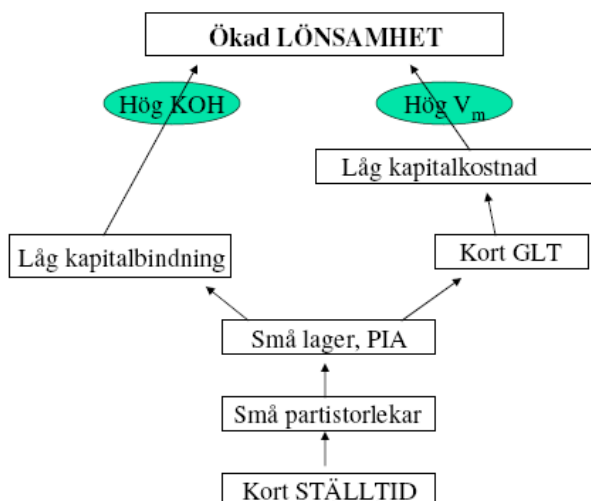 Ökad LÖNSAMHET
Hög KOH
Hög Vm
Låg kapitalkostnad
Låg kapitalbindning
Kort GLT
Små lager, PIA
Små partistorlekar
Kort STÄLLTID